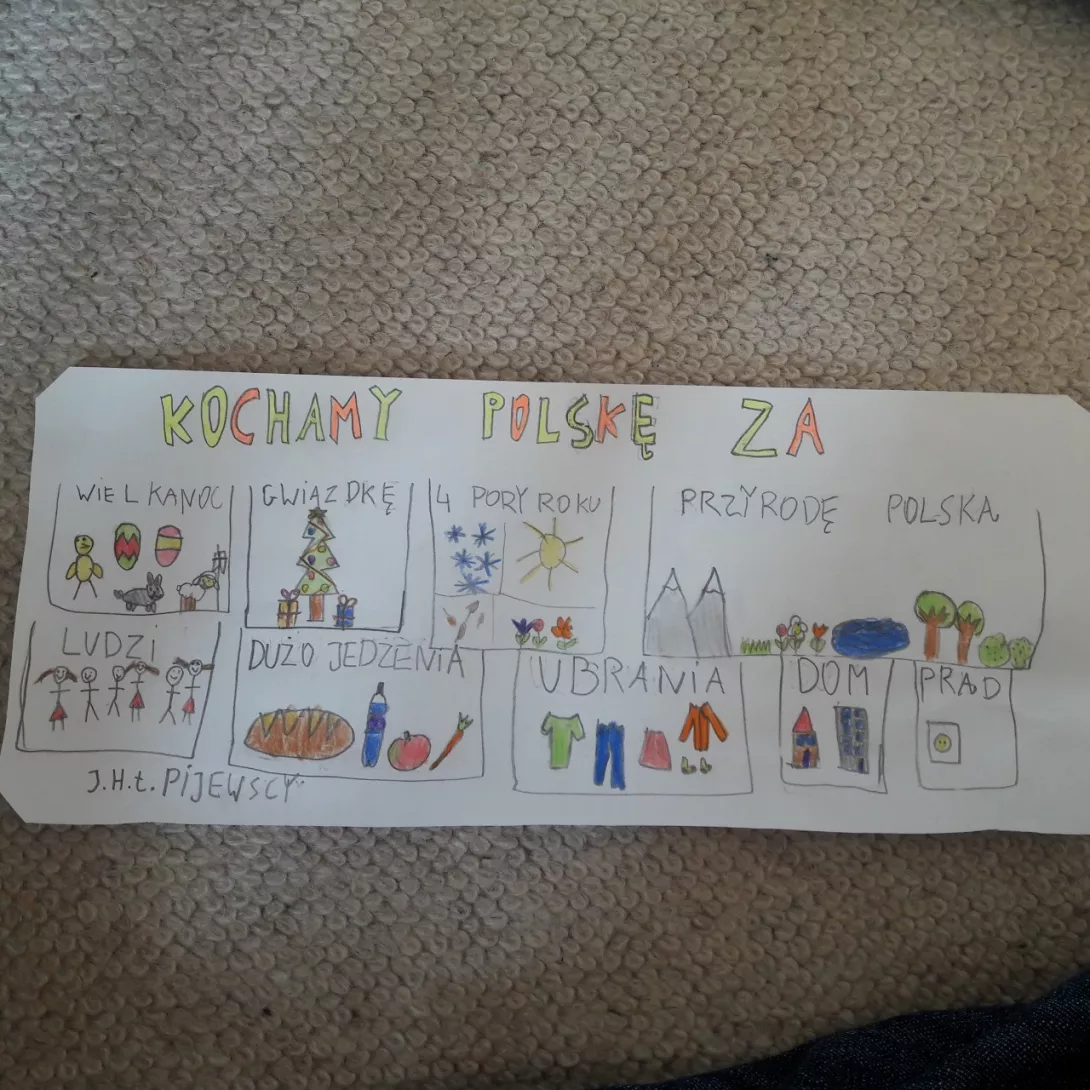 KOCHAMY POLSKĘ ZA
WIELKANOC
GWIAZDKĘ
4 PORY ROKU
PRZYRODĘ POLSKA
LUDZI
DUŻO JEDZENIA
UBRANIA
DOM
PRĄD
J.H.t. PIJEWSCY